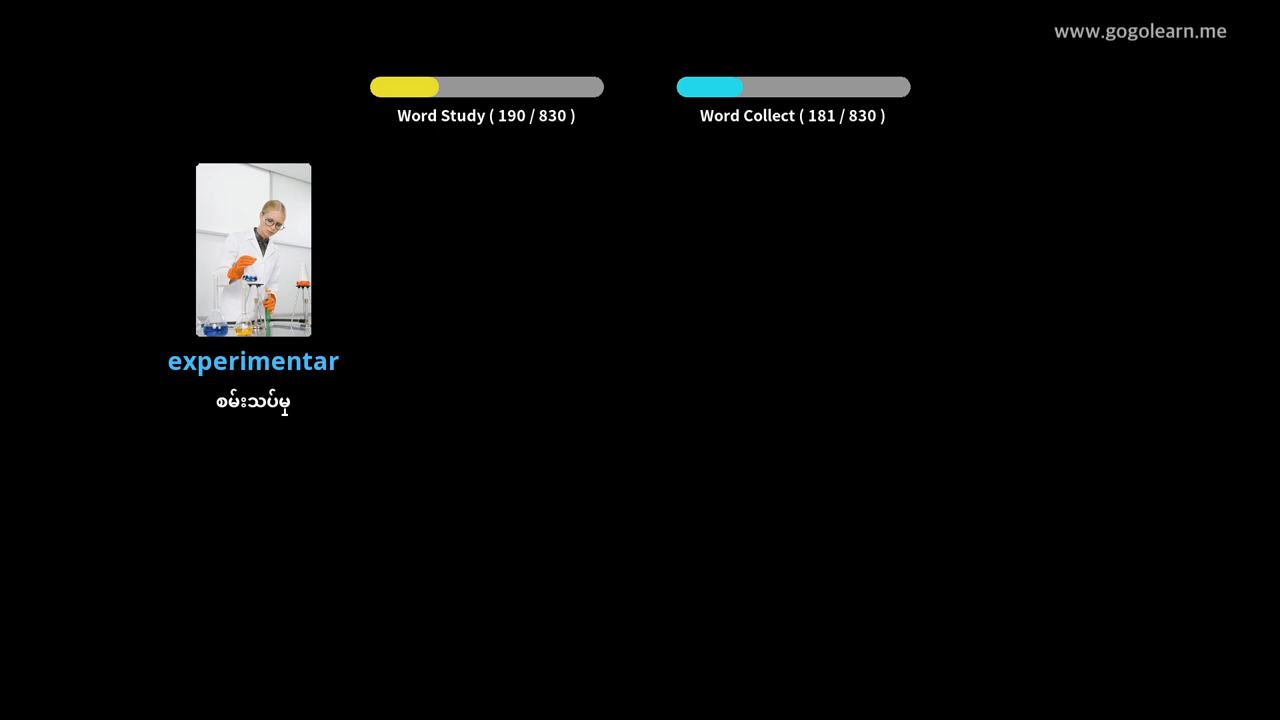 www.gogolearn.me
Word Study ( 190 / 830 )
Word Collect ( 181 / 830 )
experimentar
စမ်းသပ်မှု